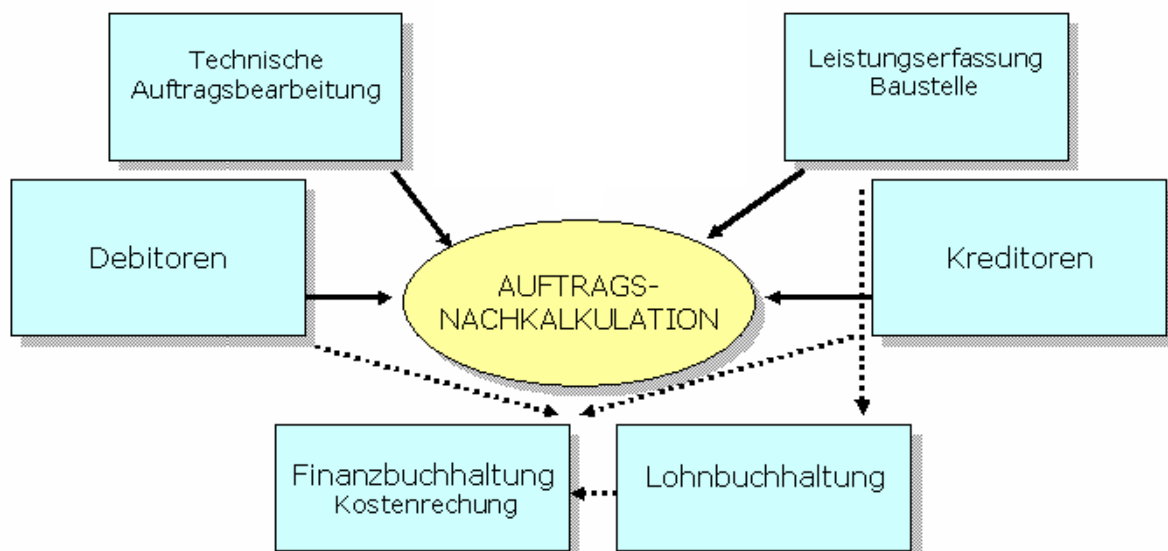 Technische
Auftragsbearbeitung
Leistungserfassung
Baustelle
Debitoren
Kreditoren
AUFTRAGS-
NACHKALKULATION
Finanzbuchhaltung
Kostenrechung
Lohnbuchhaltung